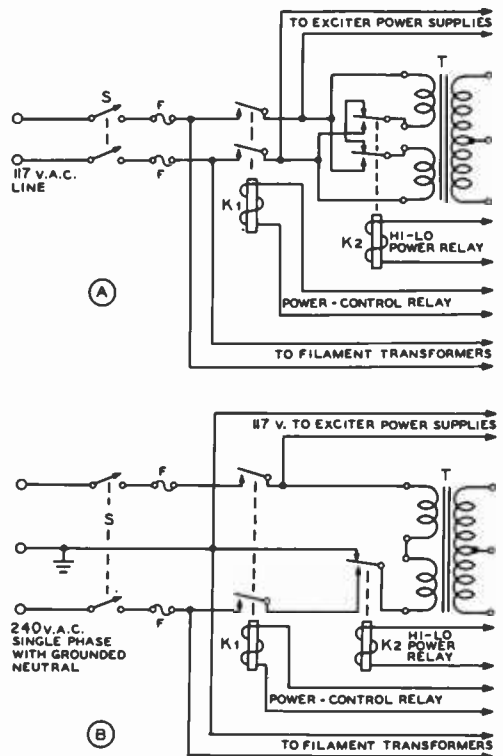 TO EXCITER POWER SUPPLIES
T
S
F
F
117 V.A.C.
LINE
K1
K2
HI-LO
POWER RELAY
A
POWER-CONTROL RELAY
TO FILAMENT TRANSFORMERS
117 V. TO EXCITER POWER SUPPLIES
F
T
S
F
240 V.A.C.
SINGLE PHASE
WITH GROUNDED
NEUTRAL
K1
K2
HI-LO
POWER
RELAY
POWER-CONTROL RELAY
B
TO FILAMENT TRANSFORMERS